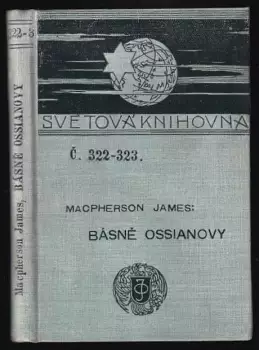 SVĚTOVÁ KNIHOVNA
Č. 322-323.
MACPHERSON JAMES:
BÁSNĚ OSSIANOVY
Macpherson James, BÁSNĚ OSSIANOVY
322-3